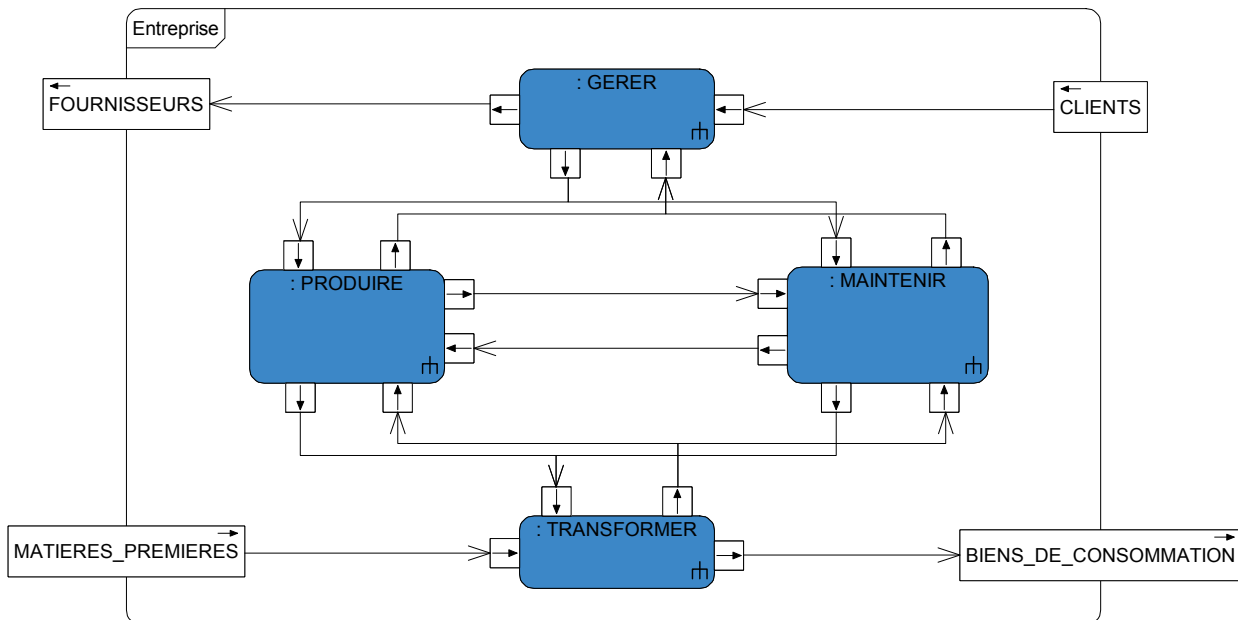 Entreprise
: GERER
FOURNISSEURS
CLIENTS
: PRODUIRE
: MAINTENIR
: TRANSFORMER
MATIERES_PREMIERES
BIENS_DE_CONSOMMATION